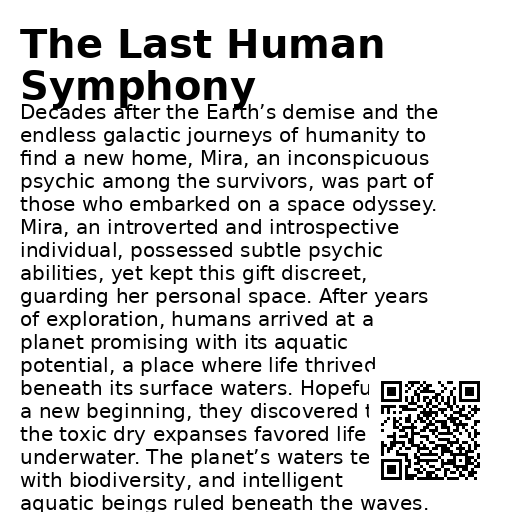 The Last Human
Symphony
Decades after the Earth’s demise and the
endless galactic journeys of humanity to
find a new home, Mira, an inconspicuous
psychic among the survivors, was part of
those who embarked on a space odyssey.
Mira, an introverted and introspective
individual, possessed subtle psychic
abilities, yet kept this gift discreet,
guarding her personal space. After years
of exploration, humans arrived at a
planet promising with its aquatic
potential, a place where life thrived
beneath its surface waters.
a new beginning, they discovered
the toxic dry expanses favored life
underwater. The planet’s waters
with biodiversity, and intelligent
aquatic beings ruled beneath the waves.